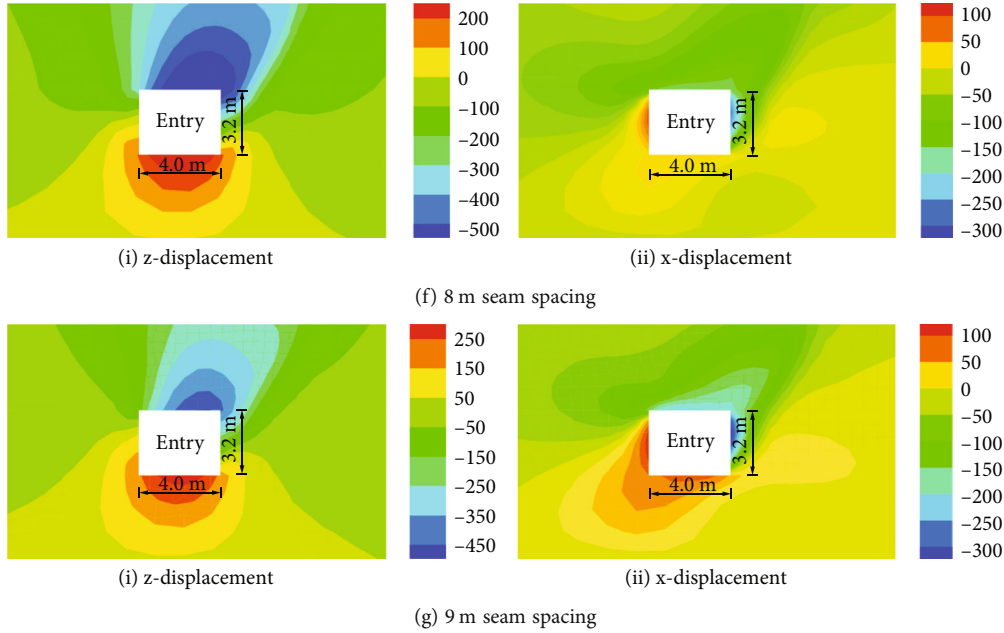 Entry
3.2 m
4.0 m
200
100
0
–100
–200
–300
–400
–500
(i) z-displacement
Entry
3.2 m
4.0 m
100
50
0
–50
–100
–150
–200
–250
–300
(ii) x-displacement
(f) 8 m seam spacing
Entry
3.2 m
4.0 m
250
150
50
–50
–150
–250
–350
–450
(i) z-displacement
Entry
3.2 m
4.0 m
100
50
0
–50
–100
–150
–200
–250
–300
(ii) x-displacement
(g) 9 m seam spacing